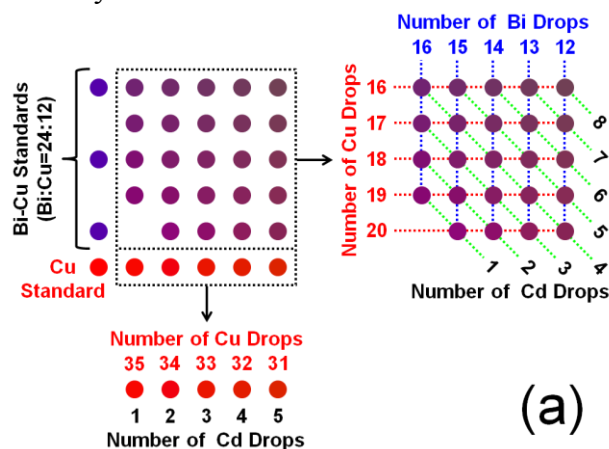 Number of Bi Drops
16 15 14 13 12
Bi-Cu Standards
(Bi:Cu=24:12)
Number of Cu Drops
16
17
18
19
20
8
7
6
5
4
1 2 3
Number of Cd Drops
Cu
Standard
Number of Cu Drops
35 34 33 32 31
1 2 3 4 5
Number of Cd Drops
(a)